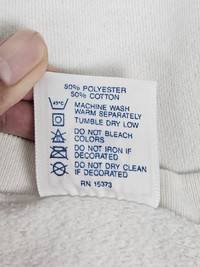 50% POLYESTER
50% COTTON
MACHINE WASH
WARM SEPARATELY
TUMBLE DRY LOW
DO NOT BLEACH
COLORS
DO NOT IRON IF
DECORATED
DO NOT DRY CLEAN
IF DECORATED
RN 15373